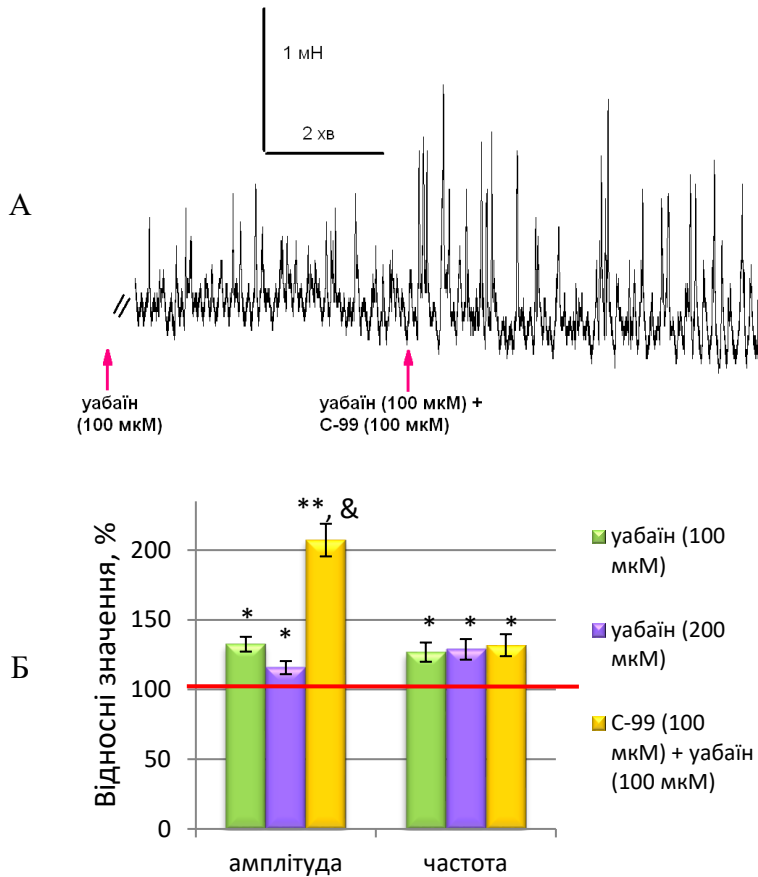 1 мН
2 хв
А
уабаїн
(100 мкМ)
уабаїн (100 мкМ) +
С-99 (100 мкМ)
Б
Відносні значення, %
200
150
100
50
0
*
*
**, &
*
*
*
амплітуда
частота
уабаїн (100
мкМ)
уабаїн (200
мкМ)
С-99 (100
мкМ) + уабаїн
(100 мкМ)